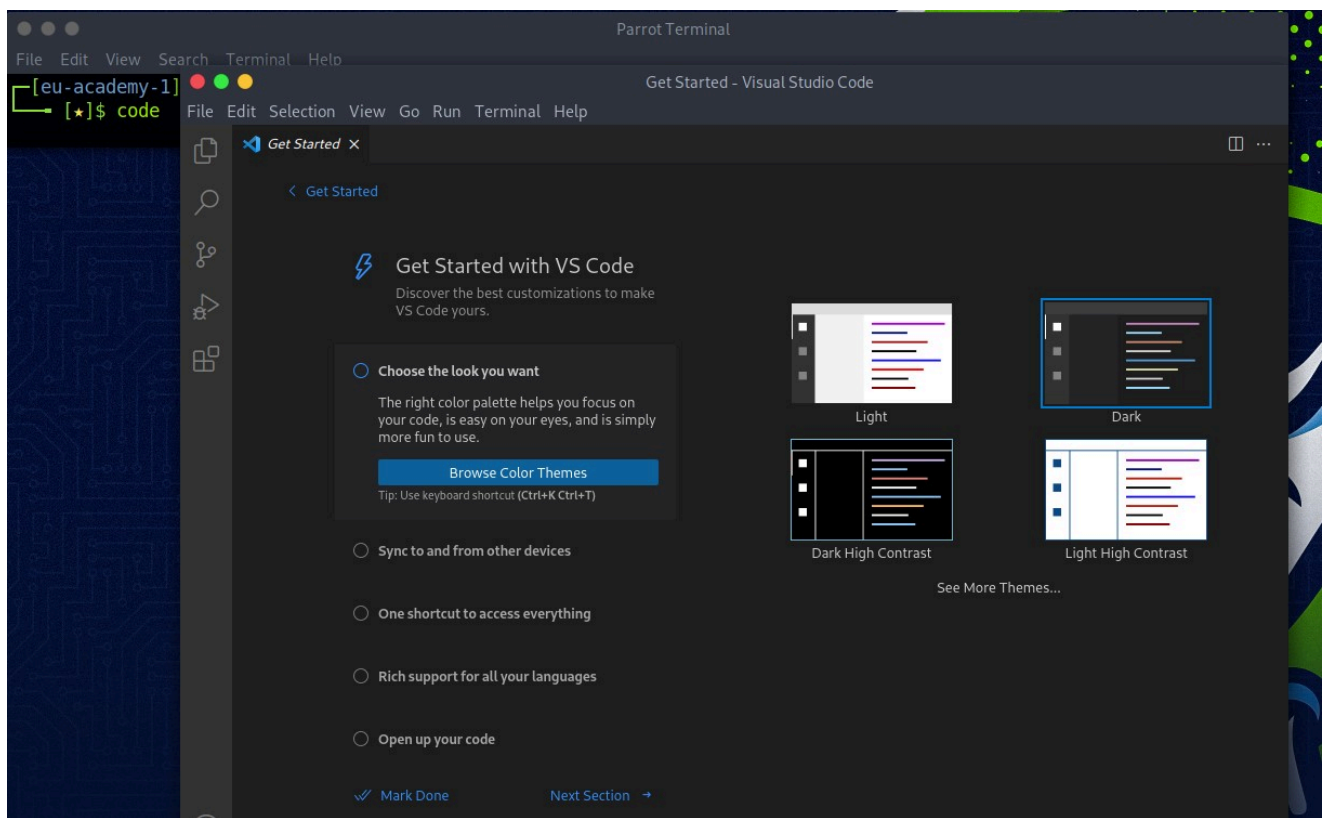 Parrot Terminal
File Edit View Search Terminal Help
[eu-academy-1]
[★]$ code
Get Started - Visual Studio Code
File Edit Selection View Go Run Terminal Help
Get Started ×
< Get Started
Get Started with VS Code
Discover the best customizations to make
VS Code yours.
Choose the look you want
The right color palette helps you focus on
your code, is easy on your eyes, and is simply
more fun to use.
Browse Color Themes
Tip: Use keyboard shortcut (Ctrl+K Ctrl+T)
Sync to and from other devices
One shortcut to access everything
Rich support for all your languages
Open up your code
Mark Done Next Section →
Light Dark
Dark High Contrast Light High Contrast
See More Themes...